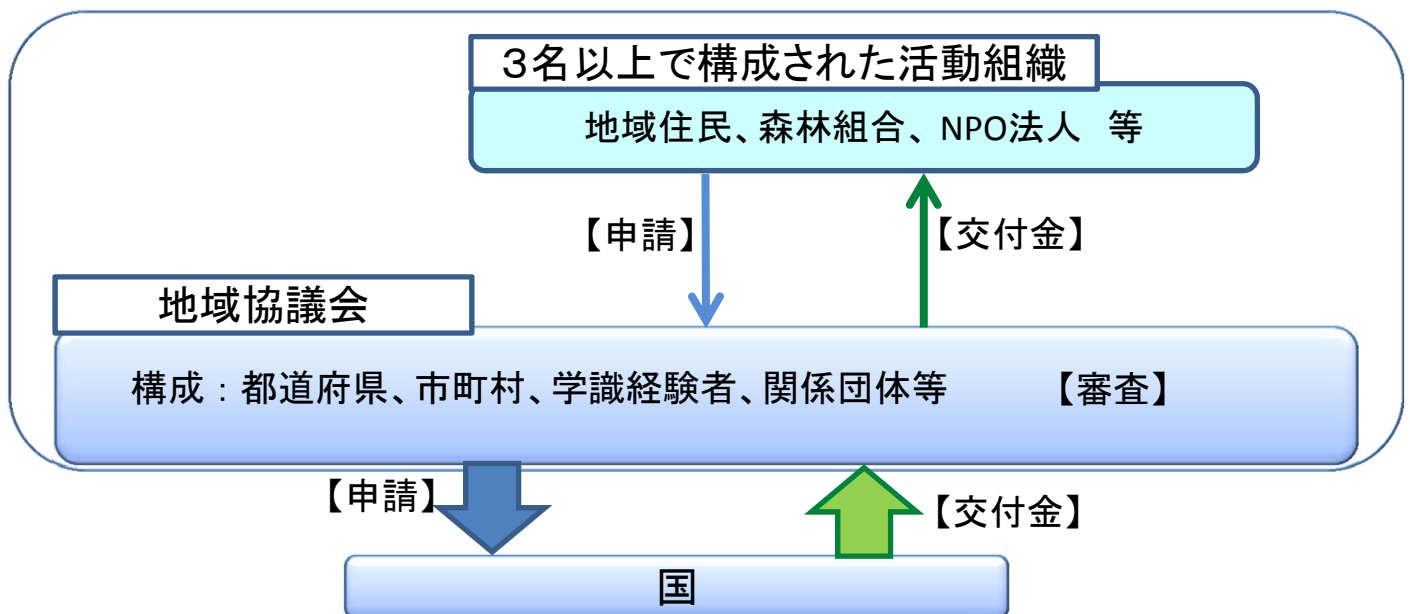 ３名以上で構成された活動組織
地域住民、森林組合、NPO法人　等
【申請】
【交付金】
地域協議会
構成：都道府県、市町村、学識経験者、関係団体等　　　【審査】
【申請】
【交付金】
国